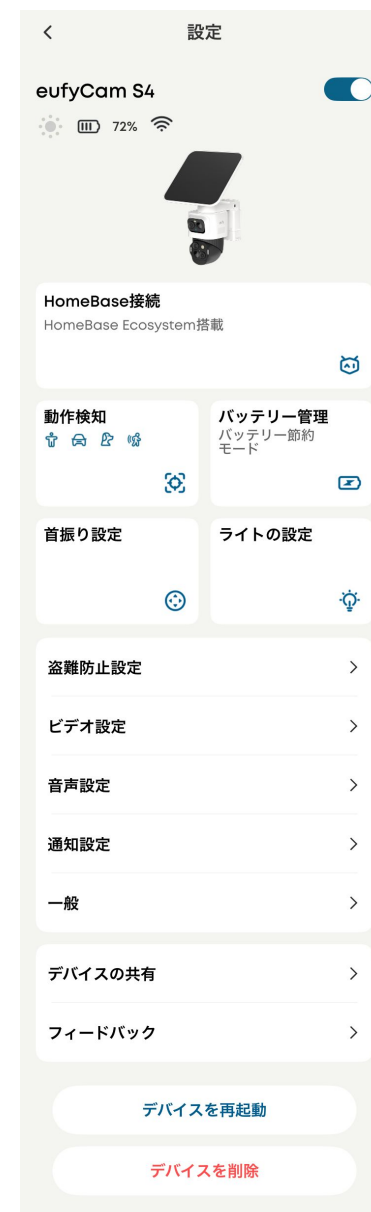 設定
eufyCam S4
72%
HomeBase接続
HomeBase Ecosystem搭載
動作検知
バッテリー管理
バッテリー節約
モード
首振り設定
ライトの設定
盗難防止設定
ビデオ設定
音声設定
通知設定
一般
デバイスの共有
フィードバック
デバイスを再起動
デバイスを削除